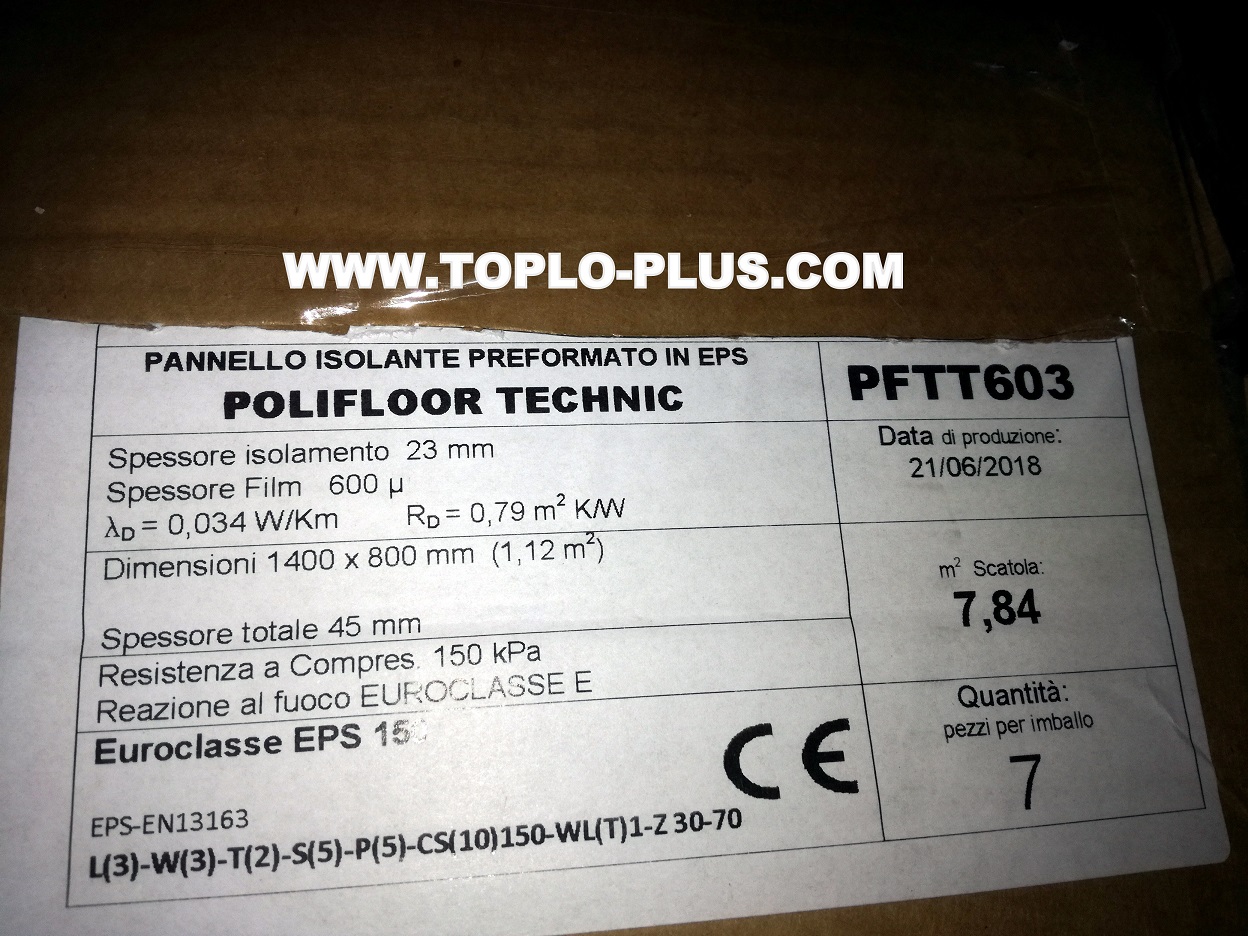 WWW.TOPLO-PLUS.COM
PANNELLO ISOLANTE PREFORMATO IN EPS
POLIFLOOR TECHNIC
PFTT603
Spessore isolamento 23 mm
Spessore Film 600 µ
λD = 0,034 W/Km RD = 0,79 m² K/W
Data di produzione:
21/06/2018
Dimensioni 1400 x 800 mm (1,12 m²)
Spessore totale 45 mm
m² Scatola:
7,84
Resistenza a Compres. 150 kPa
Reazione al fuoco EUROCLASSE E
Euroclasse EPS 150
CE
EPS-EN13163
L(3)-W(3)-T(2)-S(5)-P(5)-CS(10)150-WL(T)1-Z 30-70
Quantità:
pezzi per imballo
7